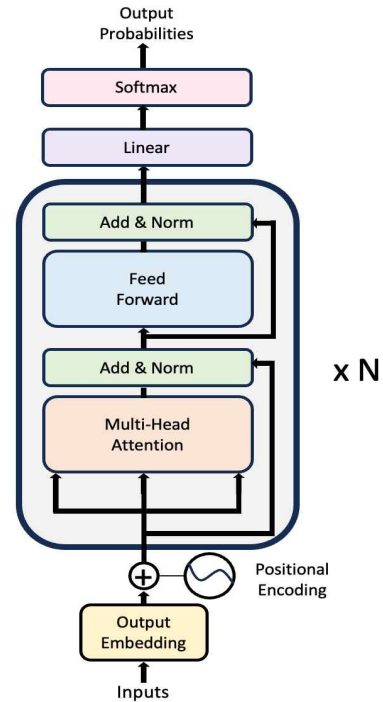 Output
Probabilities
Softmax
Linear
Add & Norm
Feed
Forward
Add & Norm
x N
Multi-Head
Attention
Positional
Encoding
Output
Embedding
Inputs